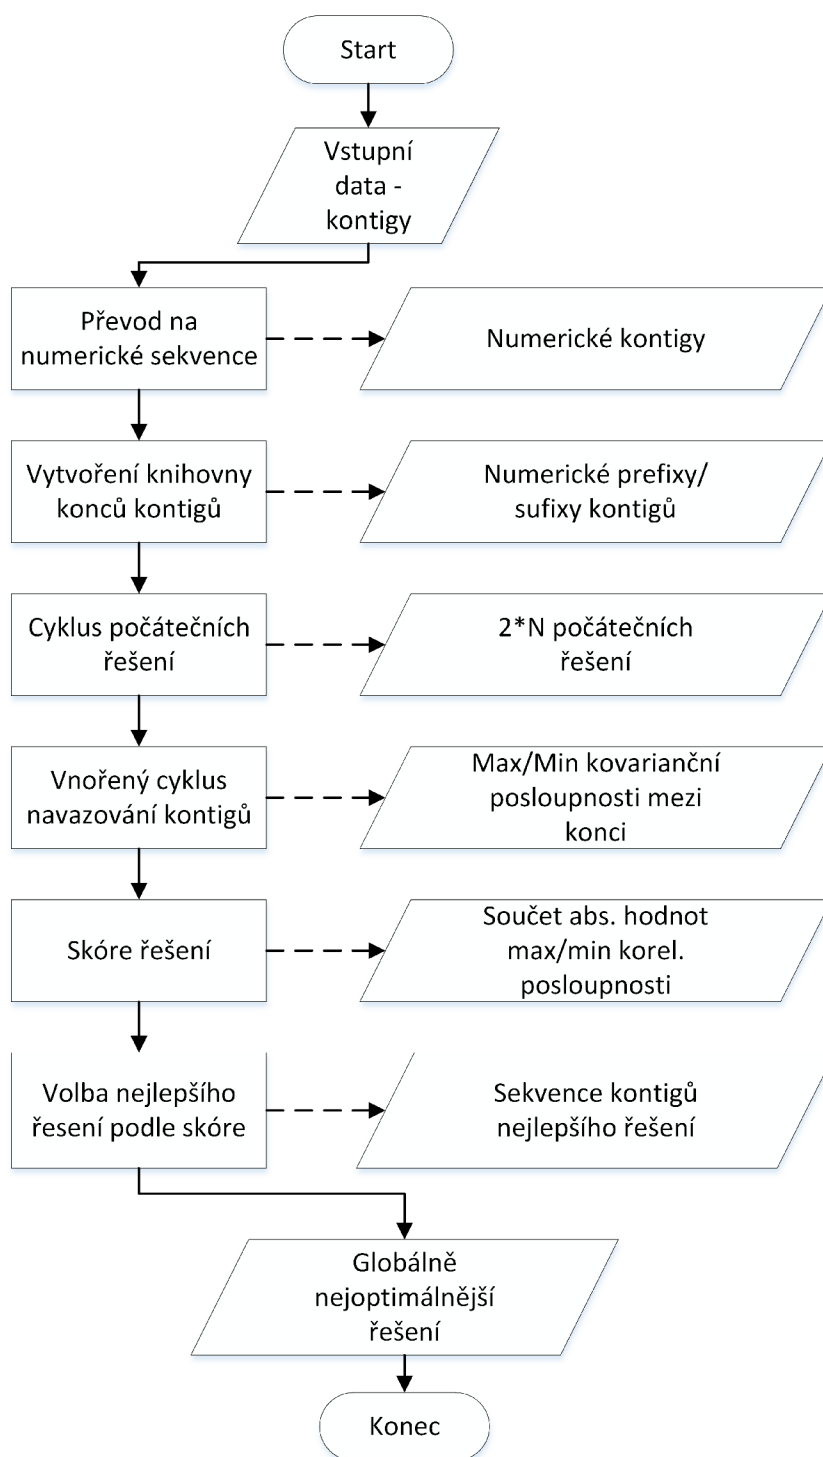 Start
Vstupní
data -
kontigy
Převod na
numerické sekvence
Numerické kontigy
Vytvoření knihovny
konců kontigů
Numerické prefixy/
sufixy kontigů
Cyklus počátečních
řešení
2*N počátečních
řešení
Vnořený cyklus
navazování kontigů
Max/Min kovarianční
posloupnosti mezi
konci
Skóre řešení
Součet abs. hodnot
max/min korel.
posloupnosti
Volba nejlepšího
řesení podle skóre
Sekvence kontigů
nejlepšího řešení
Globálně
nejoptimálnější
řešení
Konec